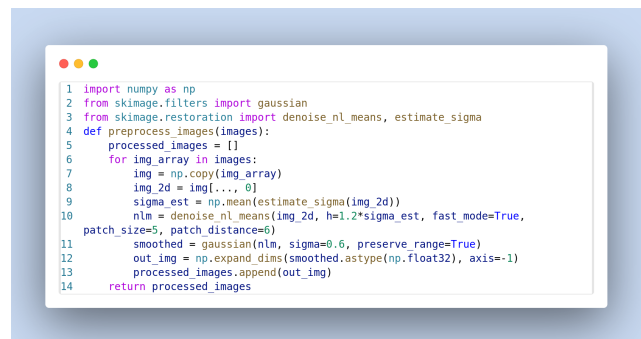 1 import numpy as np
2 from skimage.filters import gaussian
3 from skimage.restoration import denoise_nl_means, estimate_sigma
4 def preprocess_images(images):
5     processed_images = []
6     for img_array in images:
7         img = np.copy(img_array)
8         img_2d = img[..., 0]
9         sigma_est = np.mean(estimate_sigma(img_2d))
10         nlm = denoise_nl_means(img_2d, h=1.2*sigma_est, fast_mode=True,
patch_size=5, patch_distance=6)
11         smoothed = gaussian(nlm, sigma=0.6, preserve_range=True)
12         out_img = np.expand_dims(smoothed.astype(np.float32), axis=-1)
13         processed_images.append(out_img)
14     return processed_images